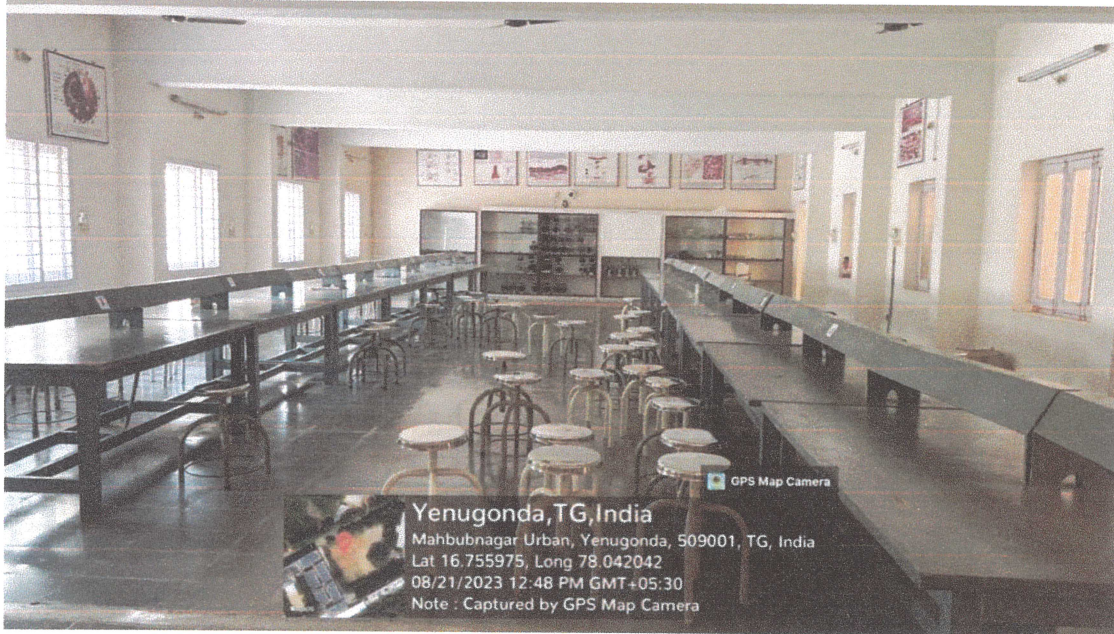 GPS Map Camera
Yenugonda,TG,India
Mahbubnagar Urban, Yenugonda, 509001, TG, India
Lat 16.755975, Long 78.042042
08/21/2023 12:48 PM GMT+05:30
Note : Captured by GPS Map Camera